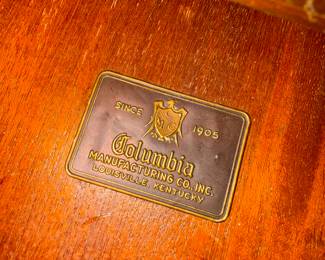 SINCE 1905
Columbia
MANUFACTURING CO. INC.
LOUISVILLE, KENTUCKY